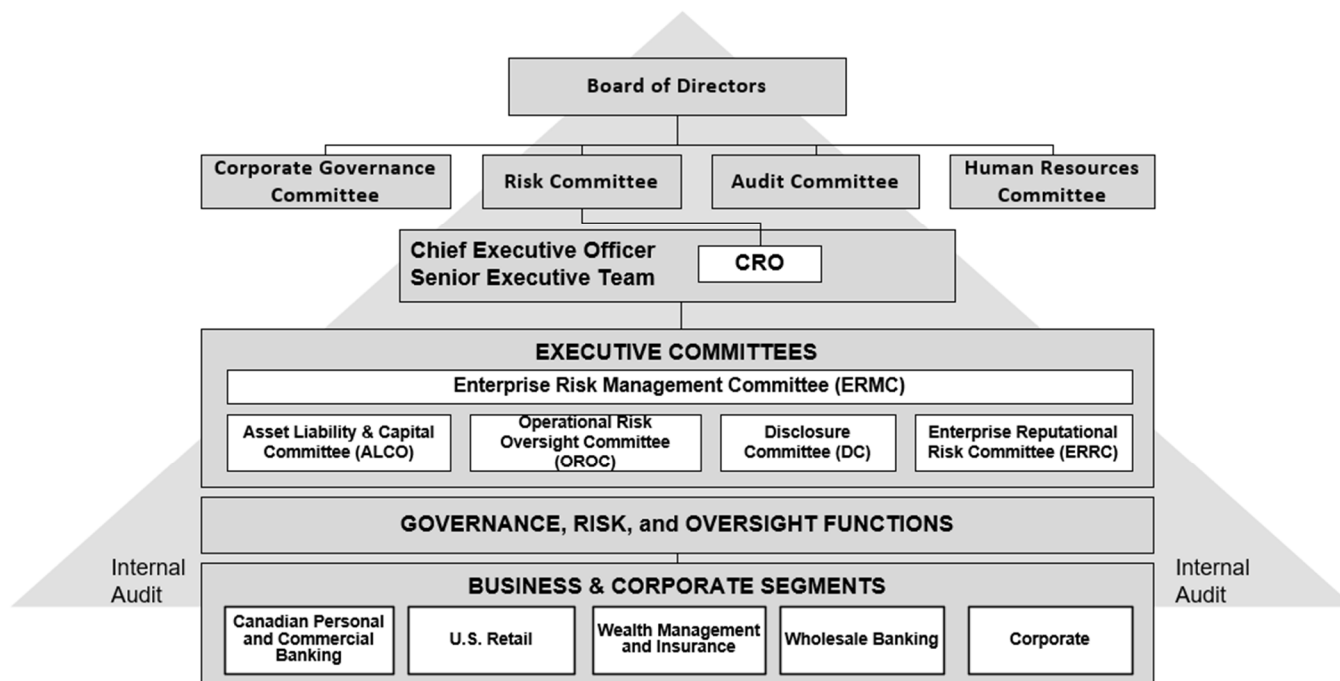 Board of Directors
Corporate Governance
Committee
Risk Committee
Audit Committee
Human Resources
Committee
Chief Executive Officer
Senior Executive Team
CRO
EXECUTIVE COMMITTEES
Enterprise Risk Management Committee (ERMC)
Asset Liability & Capital
Committee (ALCO)
Operational Risk
Oversight Committee
(OROC)
Disclosure
Committee (DC)
Enterprise Reputational
Risk Committee (ERRC)
GOVERNANCE, RISK, and OVERSIGHT FUNCTIONS
Internal
Audit
Internal
Audit
BUSINESS & CORPORATE SEGMENTS
Canadian Personal
and Commercial
Banking
U.S. Retail
Wealth Management
and Insurance
Wholesale Banking
Corporate